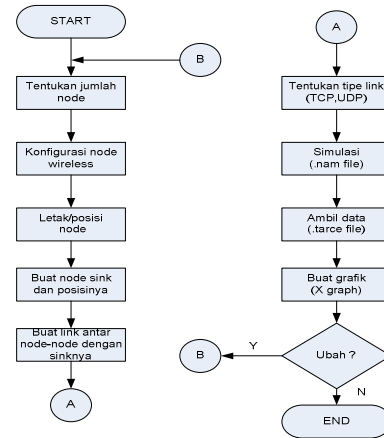 START
B
Tentukan jumlah
node
Konfigurasi node
wireless
Letak/posisi
node
Buat node sink
dan posisinya
Buat link antar
node-node dengan
sinknya
A
A
Tentukan tipe link
(TCP,UDP)
Simulasi
(.nam file)
Ambil data
(.tarce file)
Buat grafik
(X graph)
Ubah ?
Y
B
N
END